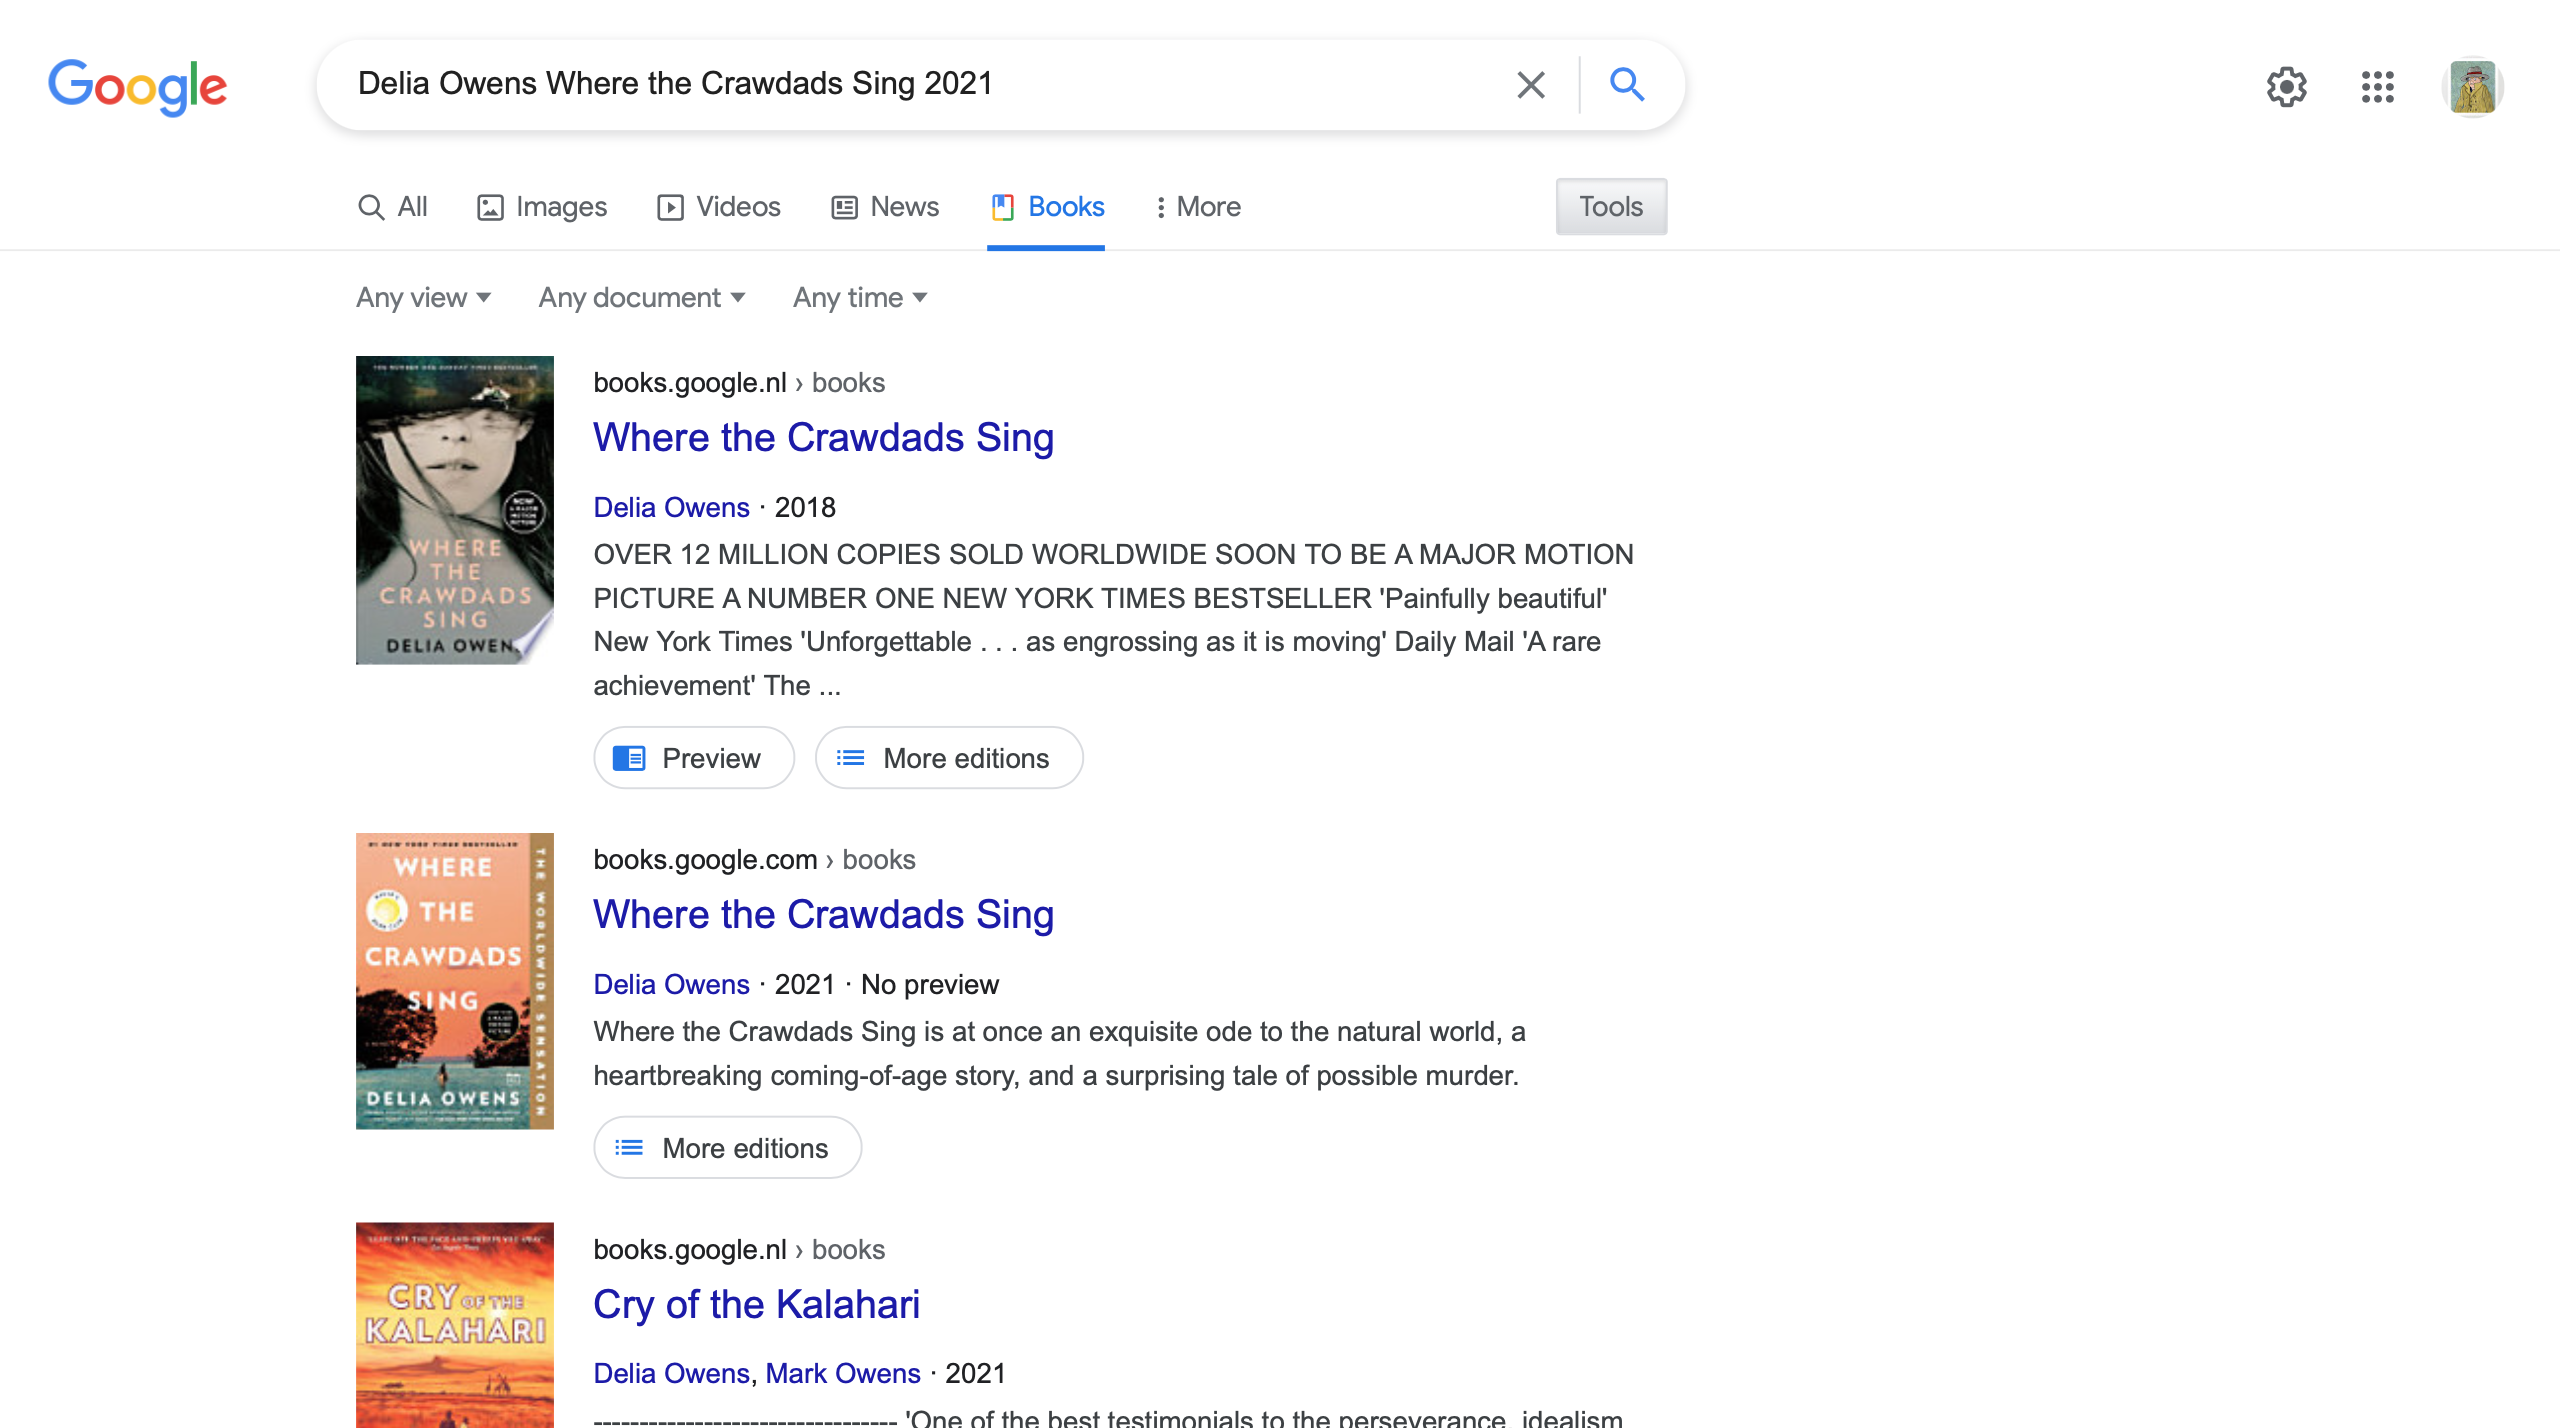 Google
Delia Owens Where the Crawdads Sing 2021
All Images Videos News Books More Tools
Any view Any document Any time
WHERE
THE
CRAWDADS
SING
DELIA OWENS
books.google.nl › books
Where the Crawdads Sing
Delia Owens · 2018
OVER 12 MILLION COPIES SOLD WORLDWIDE SOON TO BE A MAJOR MOTION
PICTURE A NUMBER ONE NEW YORK TIMES BESTSELLER 'Painfully beautiful'
New York Times 'Unforgettable . . . as engrossing as it is moving' Daily Mail 'A rare
achievement' The ...
Preview More editions
#1 NEW YORK TIMES BESTSELLER
WHERE
THE
CRAWDADS
SING
DELIA OWENS
THE WORLDWIDE SENSATION
books.google.com › books
Where the Crawdads Sing
Delia Owens · 2021 · No preview
Where the Crawdads Sing is at once an exquisite ode to the natural world, a
heartbreaking coming-of-age story, and a surprising tale of possible murder.
More editions
CRY OF THE
KALAHARI
books.google.nl › books
Cry of the Kalahari
Delia Owens, Mark Owens · 2021
--------------------------------- 'One of the best testimonials to the perseverance, idealism